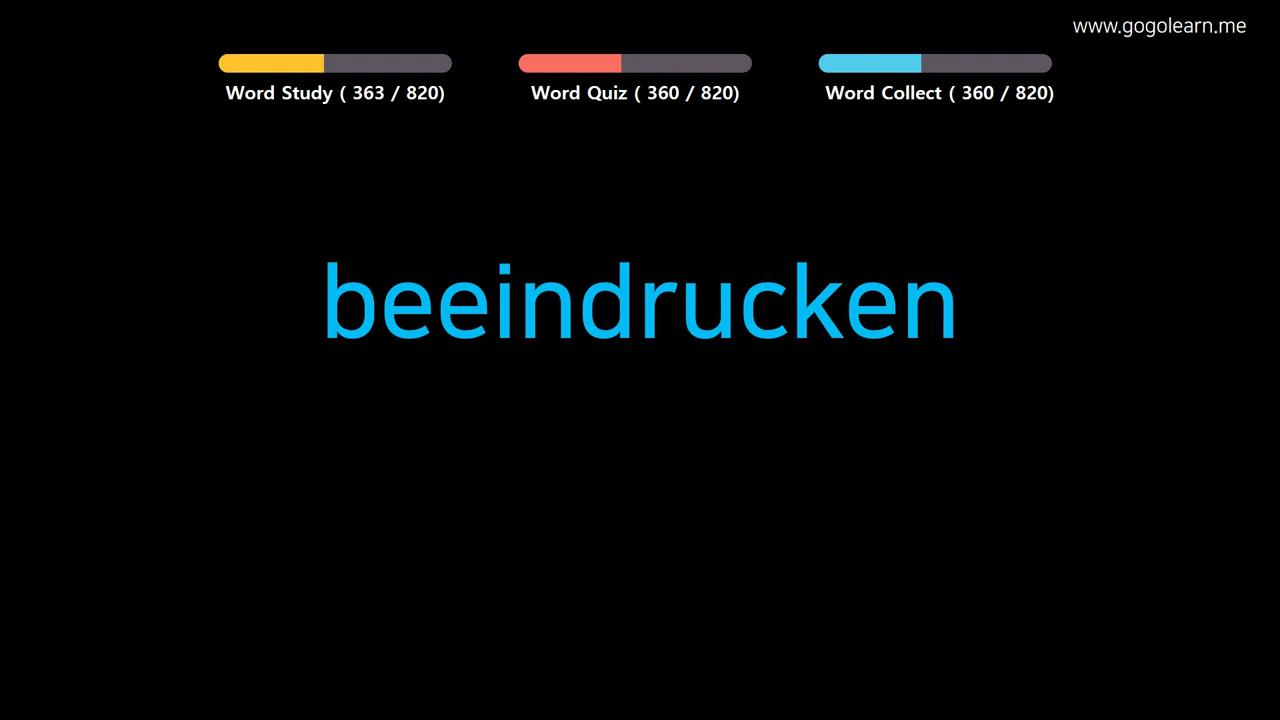 www.gogolearn.me
Word Study ( 363 / 820)
Word Quiz ( 360 / 820)
Word Collect ( 360 / 820)
beeindrucken